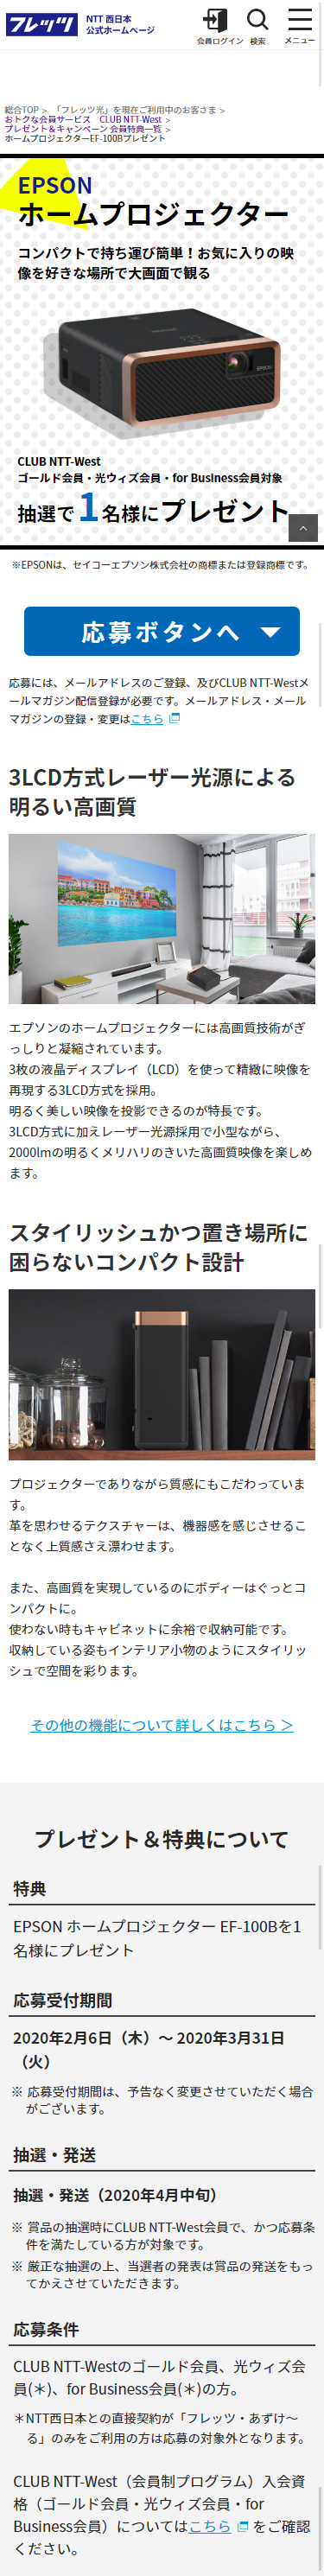 フレッツ
NTT 西日本
公式ホームページ
会員ログイン 検索 メニュー
総合TOP ＞ 「フレッツ光」を現在ご利用中のお客さま ＞
おトクな会員サービス　CLUB NTT-West ＞
プレゼント＆キャンペーン 会員特典一覧 ＞
ホームプロジェクターEF-100Bプレゼント
EPSON
ホームプロジェクター
コンパクトで持ち運び簡単！お気に入りの映
像を好きな場所で大画面で観る
EPSON
CLUB NTT-West
ゴールド会員・光ウィズ会員・for Business会員対象
抽選で1名様にプレゼント
※EPSONは、セイコーエプソン株式会社の商標または登録商標です。
応募ボタンへ
応募には、メールアドレスのご登録、及びCLUB NTT-Westメ
ールマガジン配信登録が必要です。メールアドレス・メール
マガジンの登録・変更はこちら
3LCD方式レーザー光源による
明るい高画質
エプソンのホームプロジェクターには高画質技術がぎ
っしりと凝縮されています。
3枚の液晶ディスプレイ（LCD）を使って精緻に映像を
再現する3LCD方式を採用。
明るく美しい映像を投影できるのが特長です。
3LCD方式に加えレーザー光源採用で小型ながら、
2000lmの明るくメリハリのきいた高画質映像を楽しめ
ます。
スタイリッシュかつ置き場所に
困らないコンパクト設計
プロジェクターでありながら質感にもこだわっていま
す。
革を思わせるテクスチャーは、機器感を感じさせるこ
となく上質感さえ漂わせます。
また、高画質を実現しているのにボディーはぐっとコ
ンパクトに。
使わない時もキャビネットに余裕で収納可能です。
収納している姿もインテリア小物のようにスタイリッ
シュで空間を彩ります。
その他の機能について詳しくはこちら ＞
プレゼント＆特典について
特典
EPSON ホームプロジェクター EF-100Bを1
名様にプレゼント
応募受付期間
2020年2月6日（木）～ 2020年3月31日
（火）
※ 応募受付期間は、予告なく変更させていただく場合
がございます。
抽選・発送
抽選・発送（2020年4月中旬）
※ 賞品の抽選時にCLUB NTT-West会員で、かつ応募条
件を満たしている方が対象です。
※ 厳正な抽選の上、当選者の発表は賞品の発送をもっ
てかえさせていただきます。
応募条件
CLUB NTT-Westのゴールド会員、光ウィズ会
員(＊)、for Business会員(＊)の方。
＊NTT西日本との直接契約が「フレッツ・あずけ～
る」のみをご利用の方は応募の対象外となります。
CLUB NTT-West（会員制プログラム）入会資
格（ゴールド会員・光ウィズ会員・for
Business会員）についてはこちら をご確認
ください。